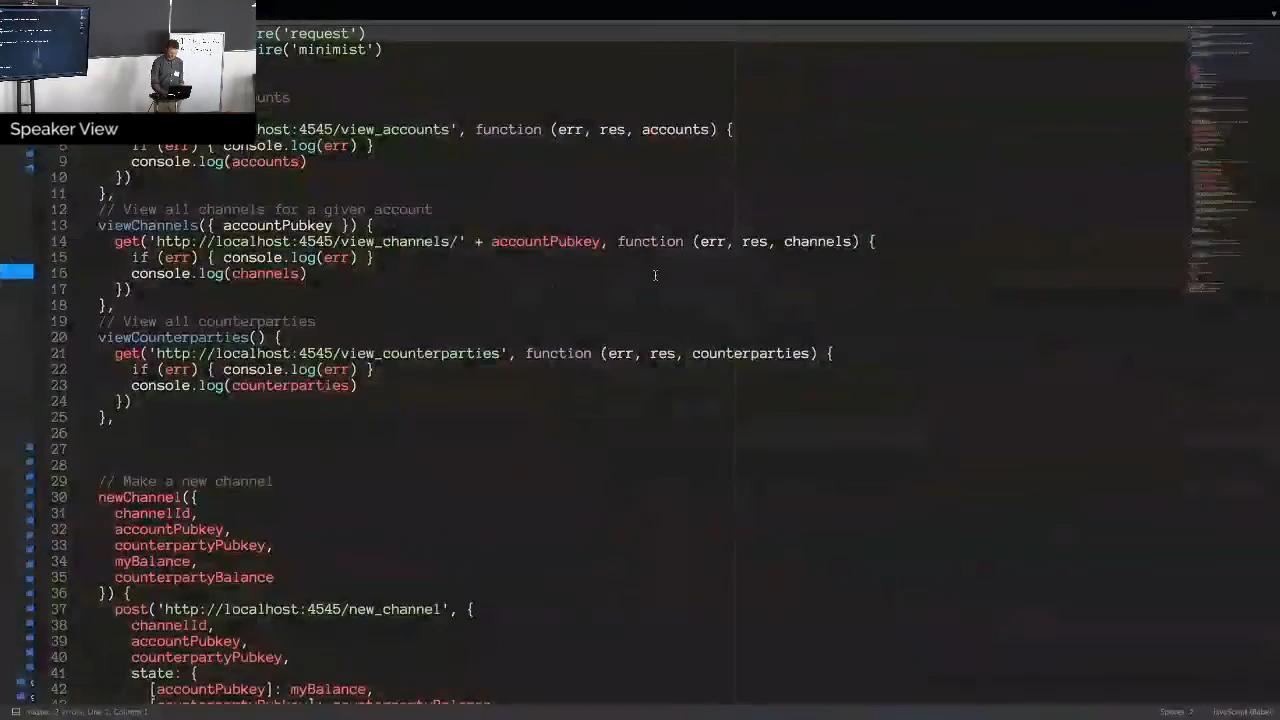 re('request')
ire('minimist')
ounts
host:4545/view_accounts', function (err, res, accounts) {
Speaker View
8 if (err) { console.log(err) }
9 console.log(accounts)
10 })
11 },
12 // View all channels for a given account
13 viewChannels({ accountPubkey }) {
14 get('http://localhost:4545/view_channels/' + accountPubkey, function (err, res, channels) {
15 if (err) { console.log(err) }
16 console.log(channels)
17 })
18 },
19 // View all counterparties
20 viewCounterparties() {
21 get('http://localhost:4545/view_counterparties', function (err, res, counterparties) {
22 if (err) { console.log(err) }
23 console.log(counterparties)
24 })
25 },
26
27
28
29 // Make a new channel
30 newChannel({
31 channelId,
32 accountPubkey,
33 counterpartyPubkey,
34 myBalance,
35 counterpartyBalance
36 }) {
37 post('http://localhost:4545/new_channel', {
38 channelId,
39 accountPubkey,
40 counterpartyPubkey,
41 state: {
42 [accountPubkey]: myBalance,